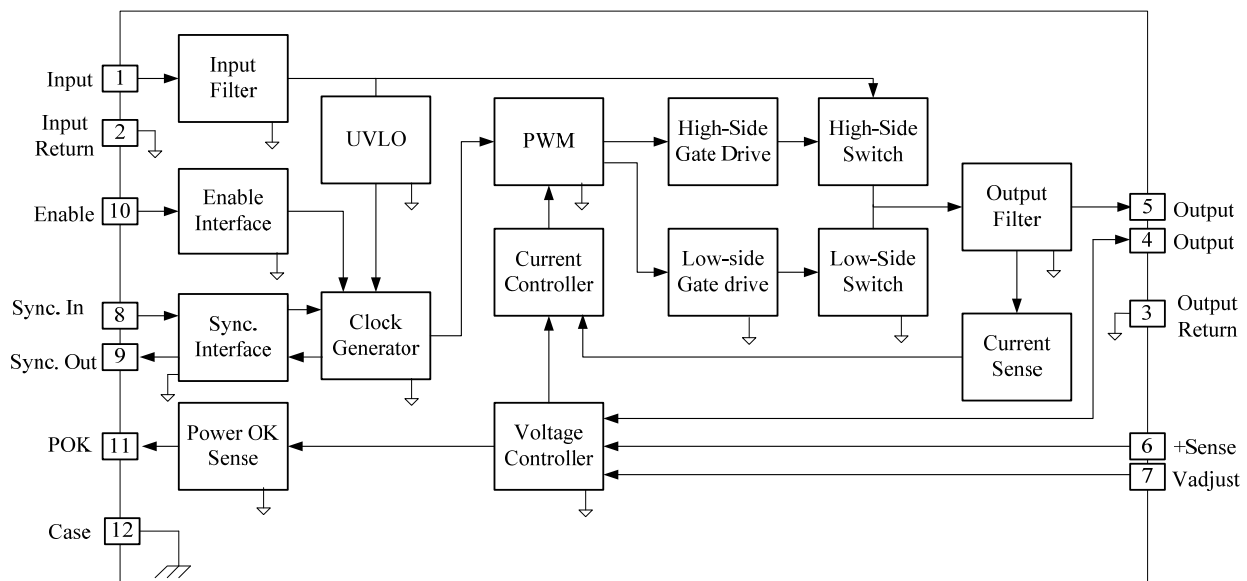 Input
1
Input
Filter
Input
Return
2
UVLO
PWM
High-Side
Gate Drive
High-Side
Switch
Enable
10
Enable
Interface
Output
Filter
5
Output
4
Output
Current
Controller
Low-side
Gate drive
Low-Side
Switch
Sync. In
8
Sync. Out
9
Sync.
Interface
Clock
Generator
Current
Sense
3
Output
Return
POK
11
Power OK
Sense
Voltage
Controller
6
+Sense
7
Vadjust
Case
12